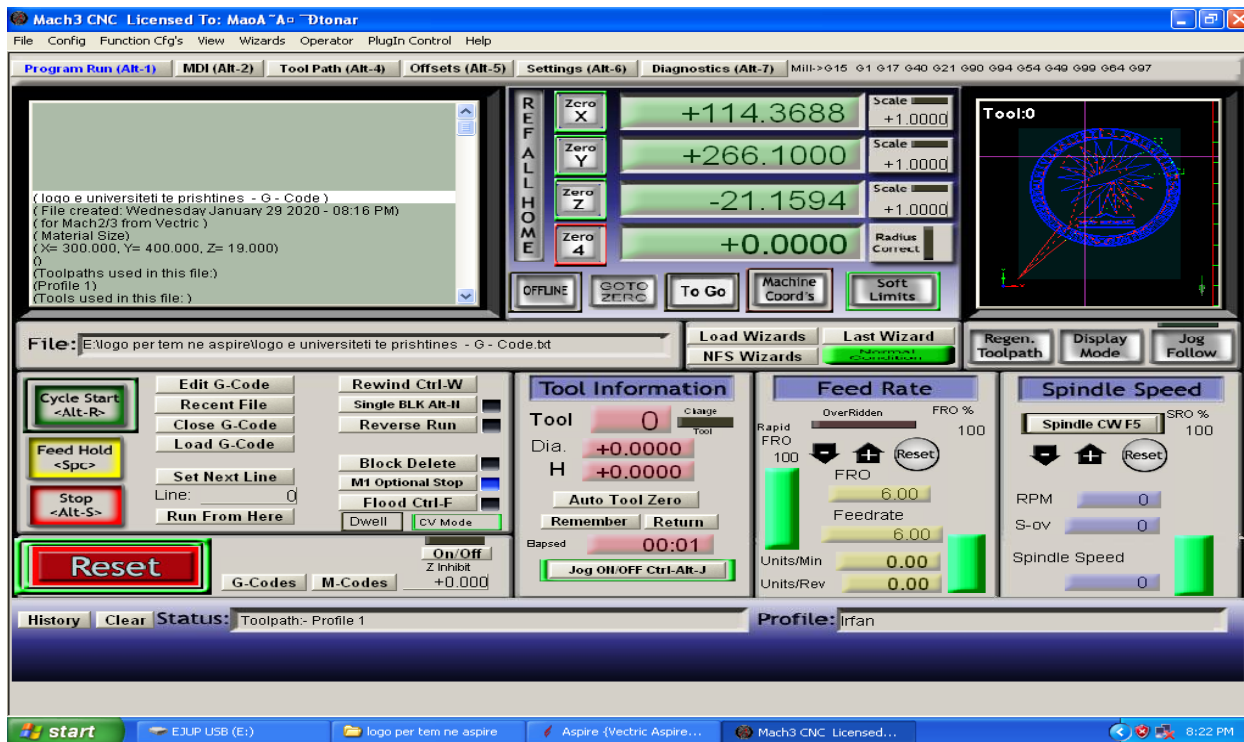 Mach3 CNC Licensed To: MaoA ˜A¤ ¯Ðtonar
File Config Function Cfg's View Wizards Operator PlugIn Control Help
Program Run (Alt-1) MDI (Alt-2) Tool Path (Alt-4) Offsets (Alt-5) Settings (Alt-6) Diagnostics (Alt-7) Mill->G15 G1 G17 G40 G21 G90 G94 G54 G49 G99 G64 G97
( logo e universiteti te prishtines - G - Code )
( File created: Wednesday January 29 2020 - 08:16 PM)
( for Mach2/3 from Vectric )
( Material Size)
( X= 300.000, Y= 400.000, Z= 19.000)
()
(Toolpaths used in this file:)
(Profile 1)
(Tools used in this file: )
REF ALL HOME
Zero X +114.3688 Scale +1.0000
Zero Y +266.1000 Scale +1.0000
Zero Z -21.1594 Scale +1.0000
Zero 4 +0.0000 Radius Correct
OFFLINE GOTO ZERO To Go Machine Coord's Soft Limits
Tool:0
File: E:\logo per tem ne aspire\logo e universiteti te prishtines - G - Code.txt
Load Wizards Last Wizard
NFS Wizards Normal Condition
Regen. Toolpath Display Mode Jog Follow
Cycle Start <Alt-R>
Feed Hold <Spc>
Stop <Alt-S>
Edit G-Code
Recent File
Close G-Code
Load G-Code
Set Next Line
Line: 0
Run From Here
Rewind Ctrl-W
Single BLK Alt-N
Reverse Run
Block Delete
M1 Optional Stop
Flood Ctrl-F
Dwell CV Mode
Reset
G-Codes M-Codes
On/Off
Z Inhibit
+0.000
Tool Information
Tool 0 Change Tool
Dia. +0.0000
H +0.0000
Auto Tool Zero
Remember Return
Elapsed 00:01
Jog ON/OFF Ctrl-Alt-J
Feed Rate
OverRidden FRO %
100
Rapid FRO
100
Reset
FRO
6.00
Feedrate
6.00
Units/Min 0.00
Units/Rev 0.00
Spindle Speed
Spindle CW F5
SRO %
100
Reset
RPM 0
S-ov 0
Spindle Speed
0
History Clear Status: Toolpath:- Profile 1
Profile: Irfan
start EJUP USB (E:) logo per tem ne aspire Aspire -{Vectric Aspire... Mach3 CNC Licensed... 8:22 PM